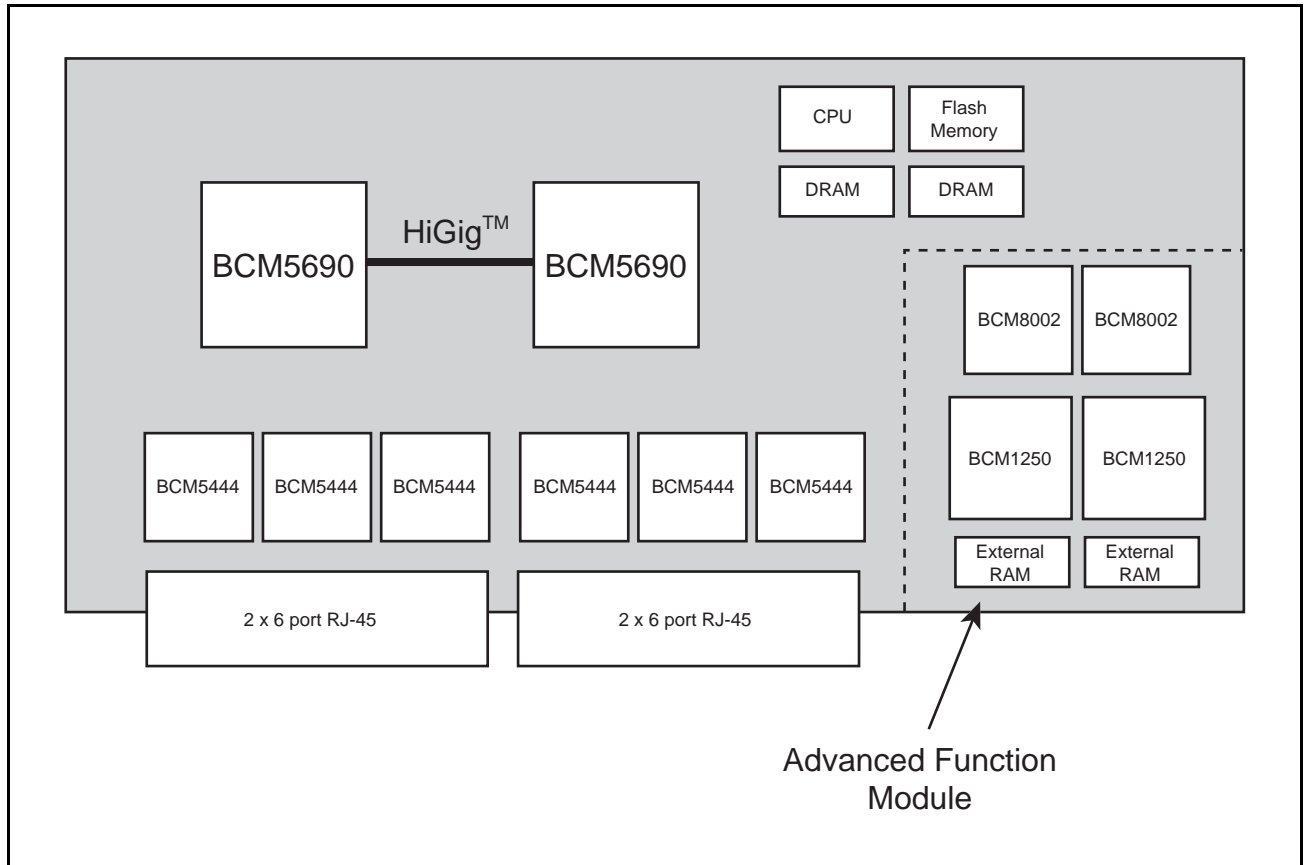 CPU
Flash
Memory
DRAM
DRAM
HiGig™
BCM5690
BCM5690
BCM8002
BCM8002
BCM1250
BCM1250
BCM5444
BCM5444
BCM5444
BCM5444
BCM5444
BCM5444
External
RAM
External
RAM
2 x 6 port RJ-45
2 x 6 port RJ-45
Advanced Function
Module